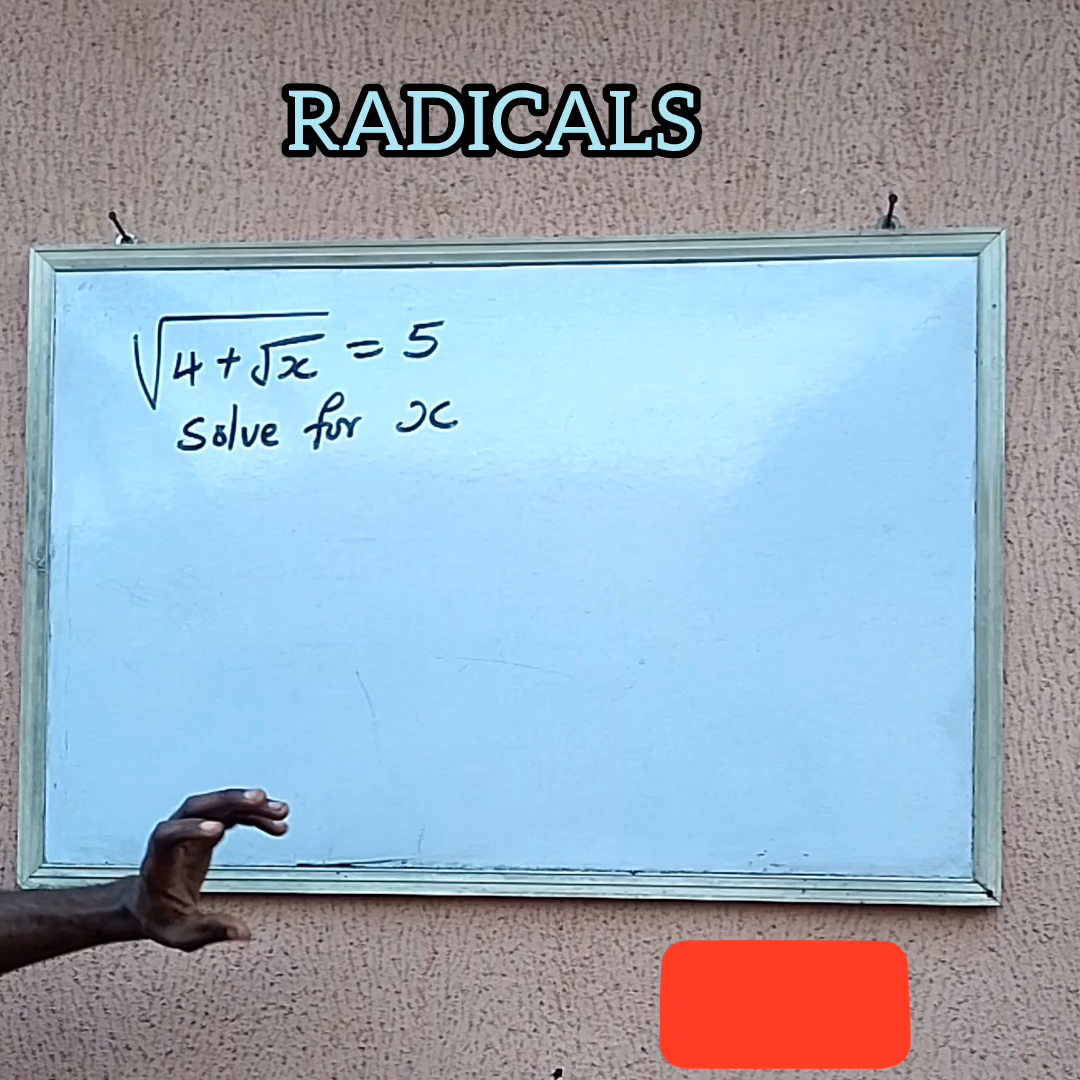 RADICALS
√(4+√x) = 5
solve for x